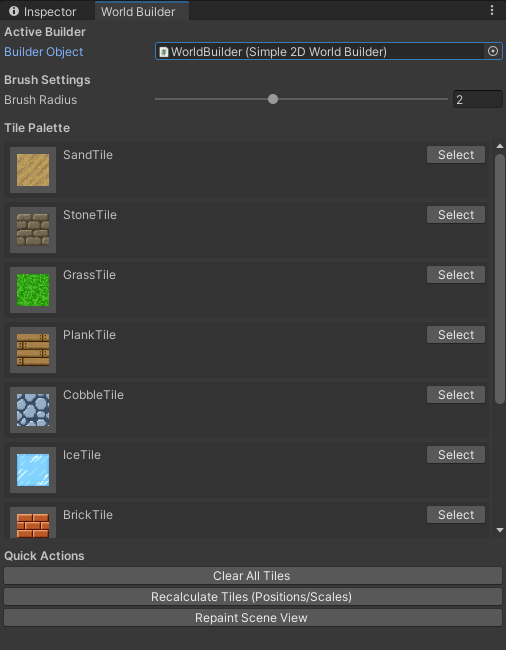 Inspector World Builder
Active Builder
Builder Object WorldBuilder (Simple 2D World Builder)
Brush Settings
Brush Radius 2
Tile Palette
SandTile Select
StoneTile Select
GrassTile Select
PlankTile Select
CobbleTile Select
IceTile Select
BrickTile Select
Quick Actions
Clear All Tiles
Recalculate Tiles (Positions/Scales)
Repaint Scene View